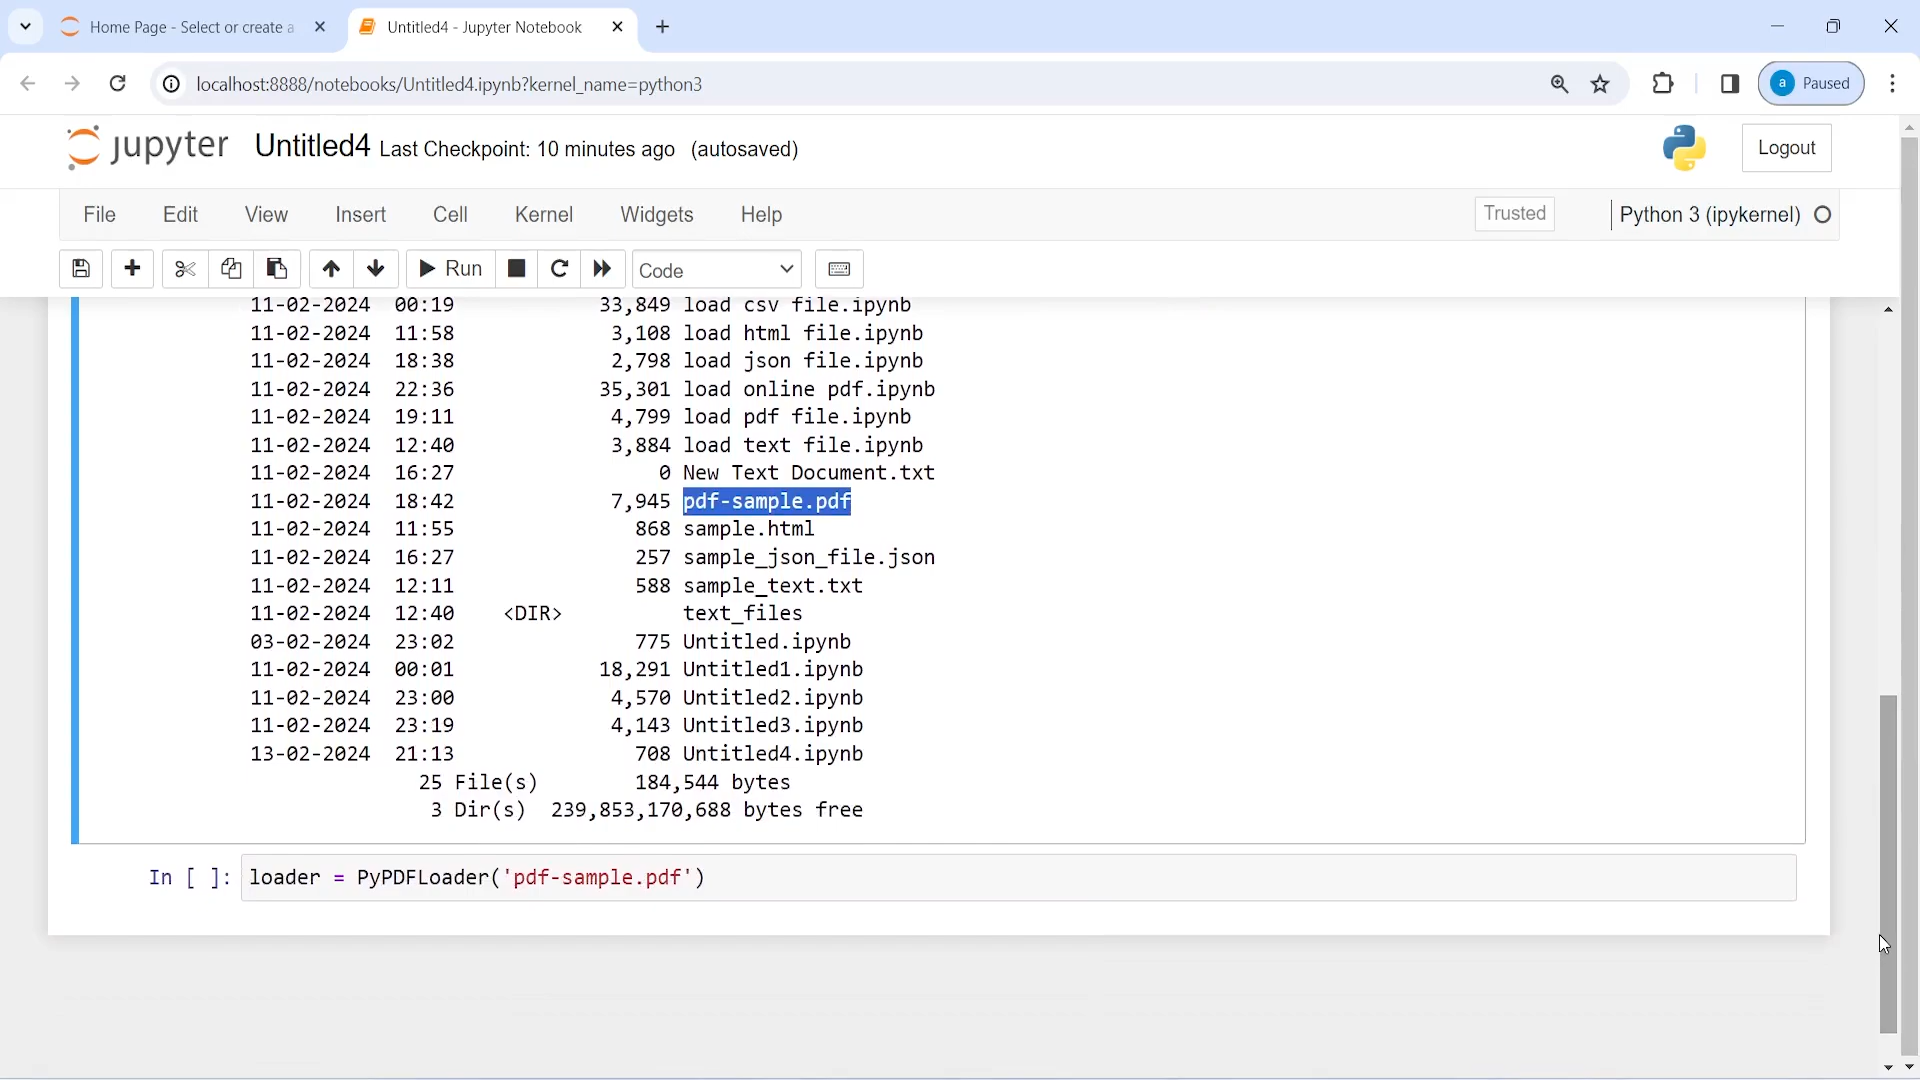 Home Page - Select or create a
Untitled4 - Jupyter Notebook
localhost:8888/notebooks/Untitled4.ipynb?kernel_name=python3
a Paused
jupyter Untitled4 Last Checkpoint: 10 minutes ago (autosaved)
Logout
File Edit View Insert Cell Kernel Widgets Help
Trusted Python 3 (ipykernel)
Run Code
11-02-2024 00:19 33,849 load csv file.ipynb
11-02-2024 11:58 3,108 load html file.ipynb
11-02-2024 18:38 2,798 load json file.ipynb
11-02-2024 22:36 35,301 load online pdf.ipynb
11-02-2024 19:11 4,799 load pdf file.ipynb
11-02-2024 12:40 3,884 load text file.ipynb
11-02-2024 16:27 0 New Text Document.txt
11-02-2024 18:42 7,945 pdf-sample.pdf
11-02-2024 11:55 868 sample.html
11-02-2024 16:27 257 sample_json_file.json
11-02-2024 12:11 588 sample_text.txt
11-02-2024 12:40 <DIR> text_files
03-02-2024 23:02 775 Untitled.ipynb
11-02-2024 00:01 18,291 Untitled1.ipynb
11-02-2024 23:00 4,570 Untitled2.ipynb
11-02-2024 23:19 4,143 Untitled3.ipynb
13-02-2024 21:13 708 Untitled4.ipynb
25 File(s) 184,544 bytes
3 Dir(s) 239,853,170,688 bytes free
In [ ]: loader = PyPDFLoader('pdf-sample.pdf')